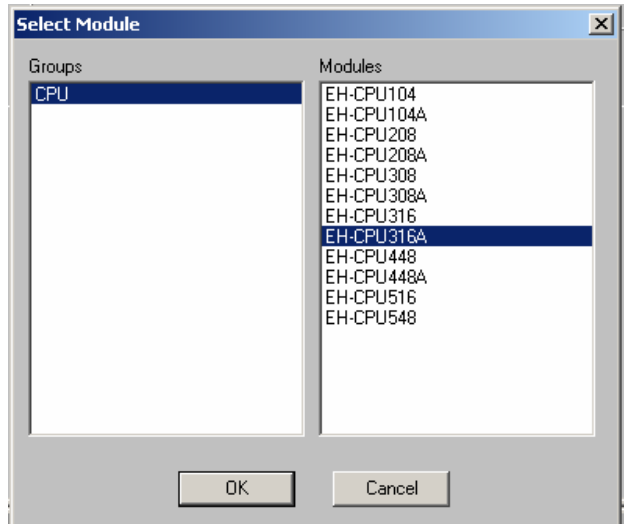 Select Module
Groups
CPU
Modules
EH-CPU104
EH-CPU104A
EH-CPU208
EH-CPU208A
EH-CPU308
EH-CPU308A
EH-CPU316
EH-CPU316A
EH-CPU448
EH-CPU448A
EH-CPU516
EH-CPU548
OK
Cancel